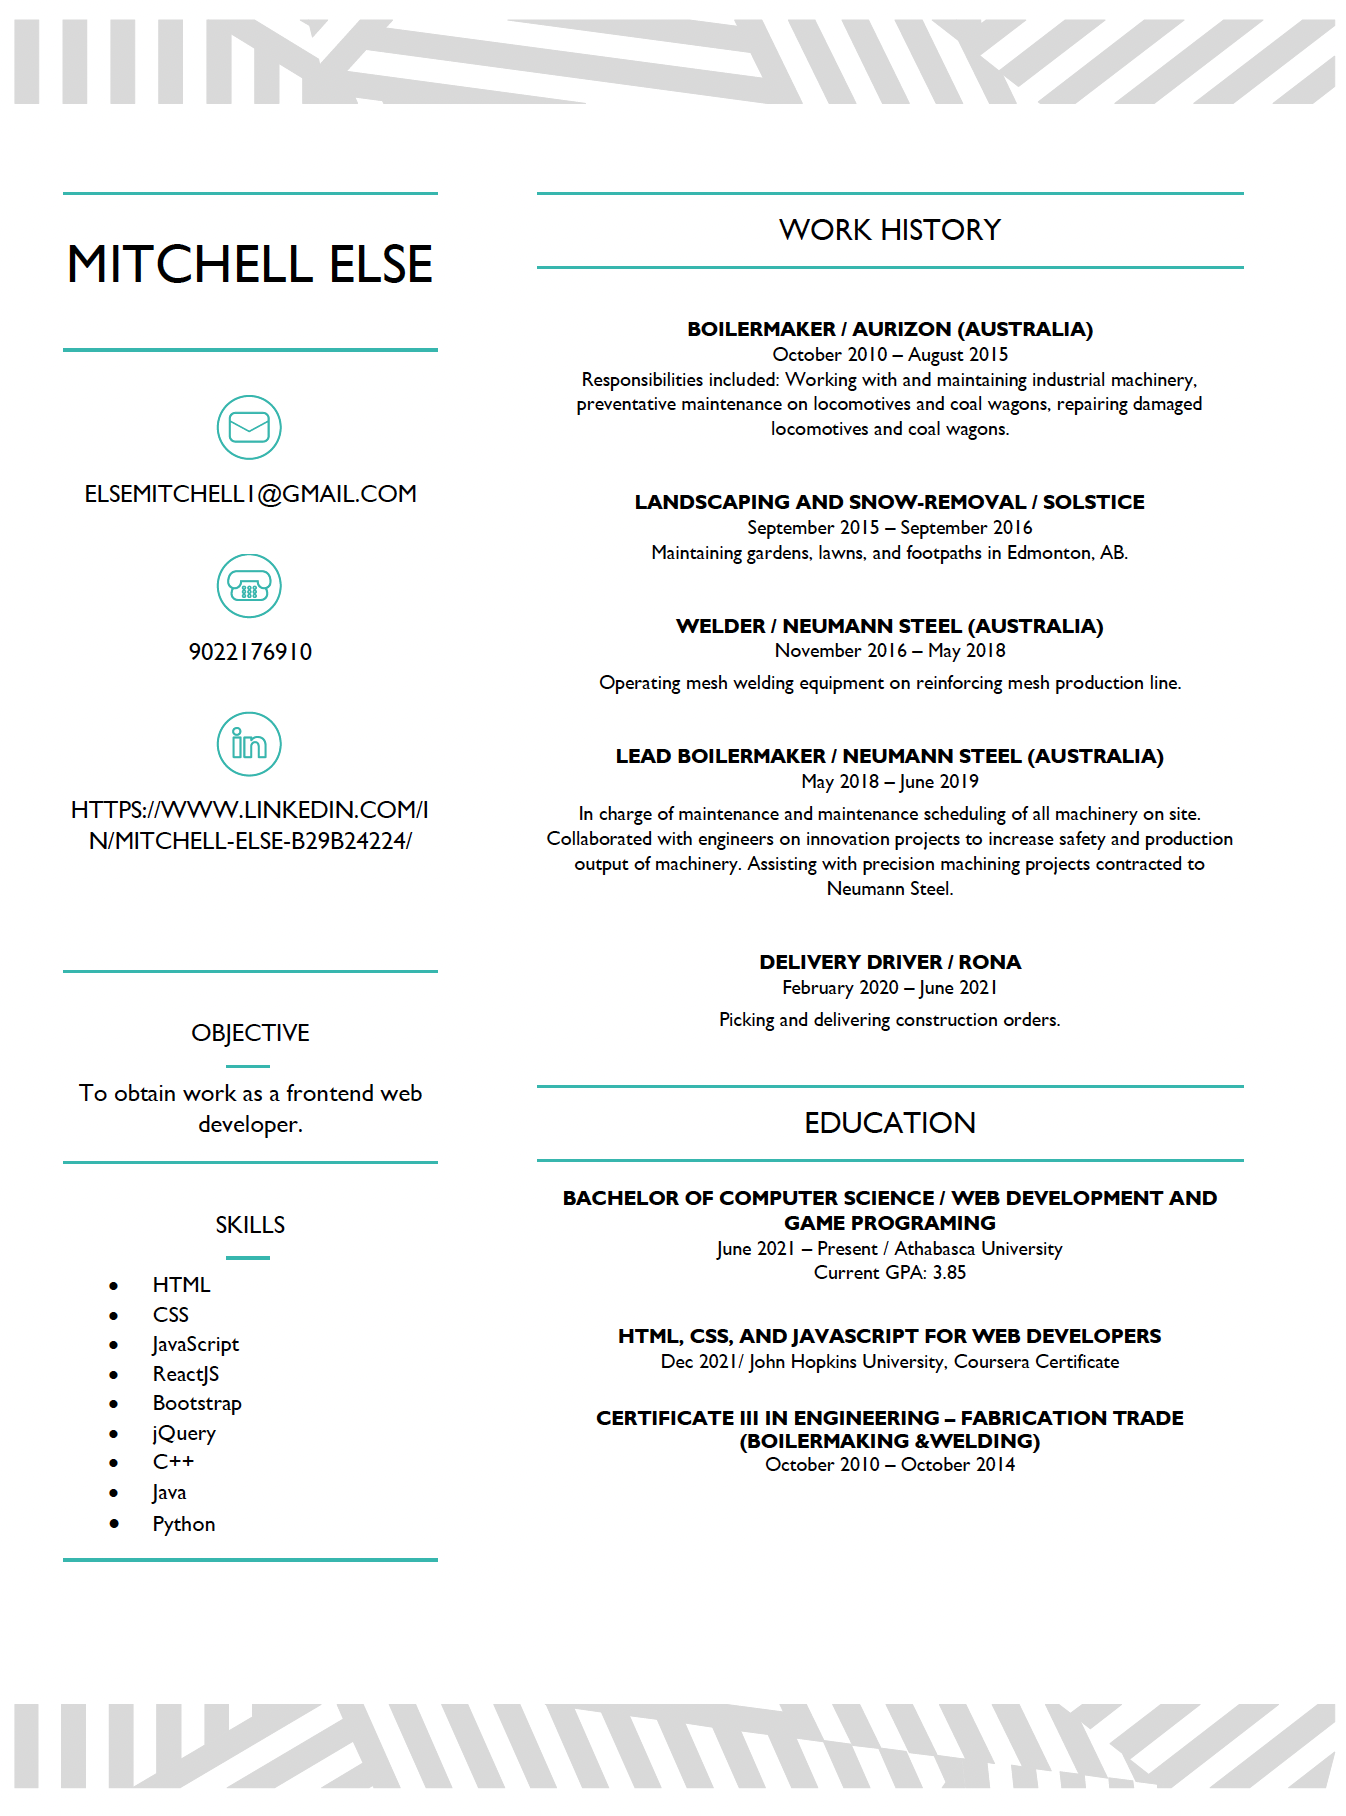 MITCHELL ELSE
ELSEMITCHELL1@GMAIL.COM
9022176910
in
HTTPS://WWW.LINKEDIN.COM/I
N/MITCHELL-ELSE-B29B24224/
OBJECTIVE
To obtain work as a frontend web
developer.
SKILLS
• HTML
• CSS
• JavaScript
• ReactJS
• Bootstrap
• jQuery
• C++
• Java
• Python
WORK HISTORY
BOILERMAKER / AURIZON (AUSTRALIA)
October 2010 – August 2015
Responsibilities included: Working with and maintaining industrial machinery,
preventative maintenance on locomotives and coal wagons, repairing damaged
locomotives and coal wagons.
LANDSCAPING AND SNOW-REMOVAL / SOLSTICE
September 2015 – September 2016
Maintaining gardens, lawns, and footpaths in Edmonton, AB.
WELDER / NEUMANN STEEL (AUSTRALIA)
November 2016 – May 2018
Operating mesh welding equipment on reinforcing mesh production line.
LEAD BOILERMAKER / NEUMANN STEEL (AUSTRALIA)
May 2018 – June 2019
In charge of maintenance and maintenance scheduling of all machinery on site.
Collaborated with engineers on innovation projects to increase safety and production
output of machinery. Assisting with precision machining projects contracted to
Neumann Steel.
DELIVERY DRIVER / RONA
February 2020 – June 2021
Picking and delivering construction orders.
EDUCATION
BACHELOR OF COMPUTER SCIENCE / WEB DEVELOPMENT AND
GAME PROGRAMING
June 2021 – Present / Athabasca University
Current GPA: 3.85
HTML, CSS, AND JAVASCRIPT FOR WEB DEVELOPERS
Dec 2021/ John Hopkins University, Coursera Certificate
CERTIFICATE III IN ENGINEERING – FABRICATION TRADE
(BOILERMAKING &WELDING)
October 2010 – October 2014